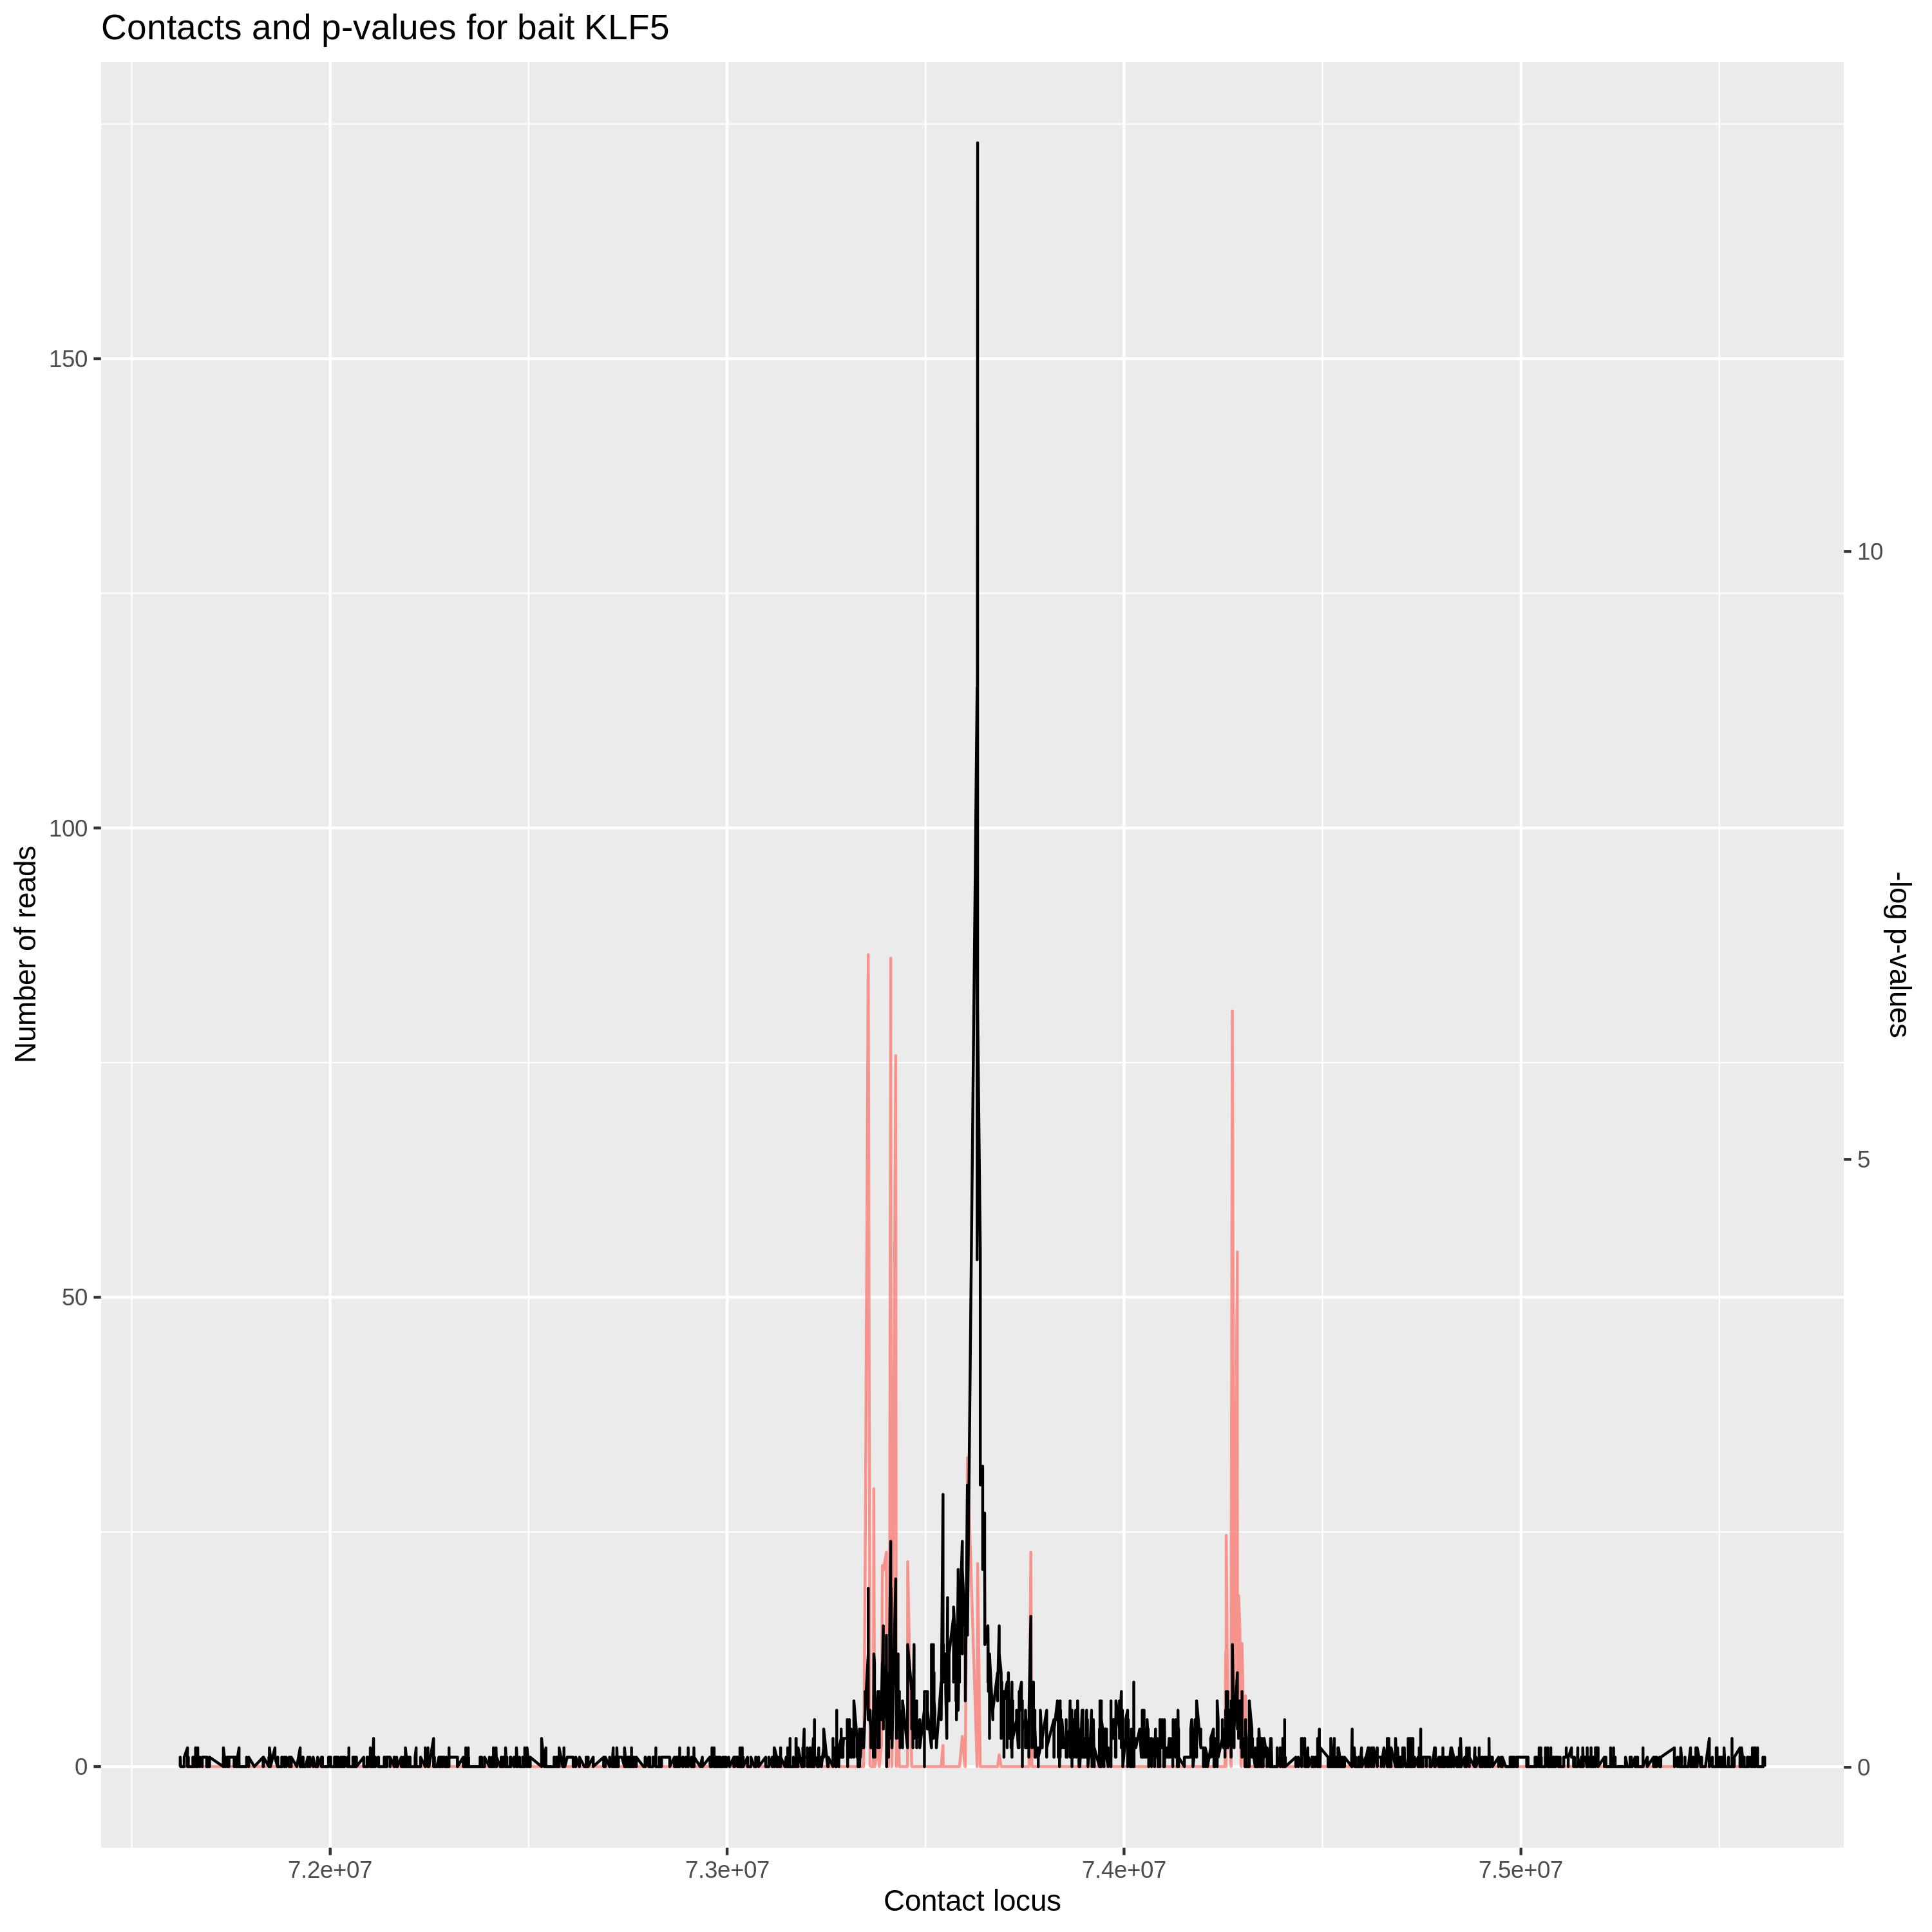 Contacts and p-values for bait KLF5
150
100
50
0
Number of reads
10
5
0
-log p-values
7.2e+07
7.3e+07
7.4e+07
7.5e+07
Contact locus